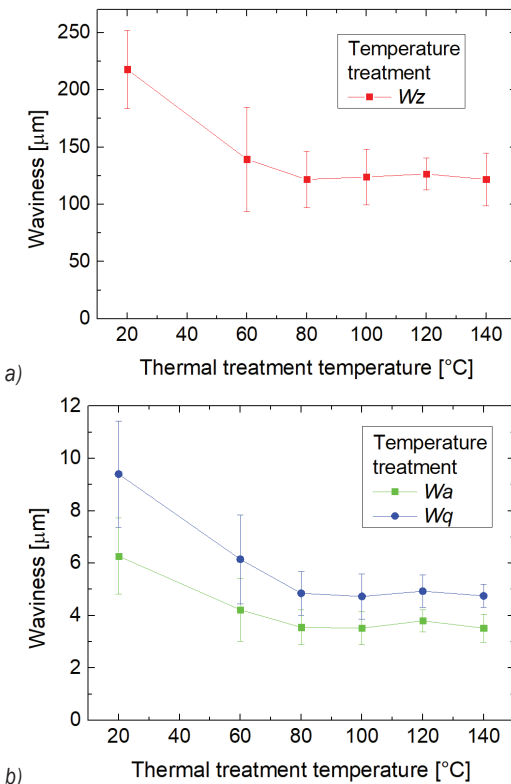 250
200
150
100
50
0
Waviness [μm]
Temperature
treatment
Wz
20 40 60 80 100 120 140
Thermal treatment temperature [°C]
a)
12
10
8
6
4
2
0
Waviness [μm]
Temperature
treatment
Wa
Wq
20 40 60 80 100 120 140
Thermal treatment temperature [°C]
b)